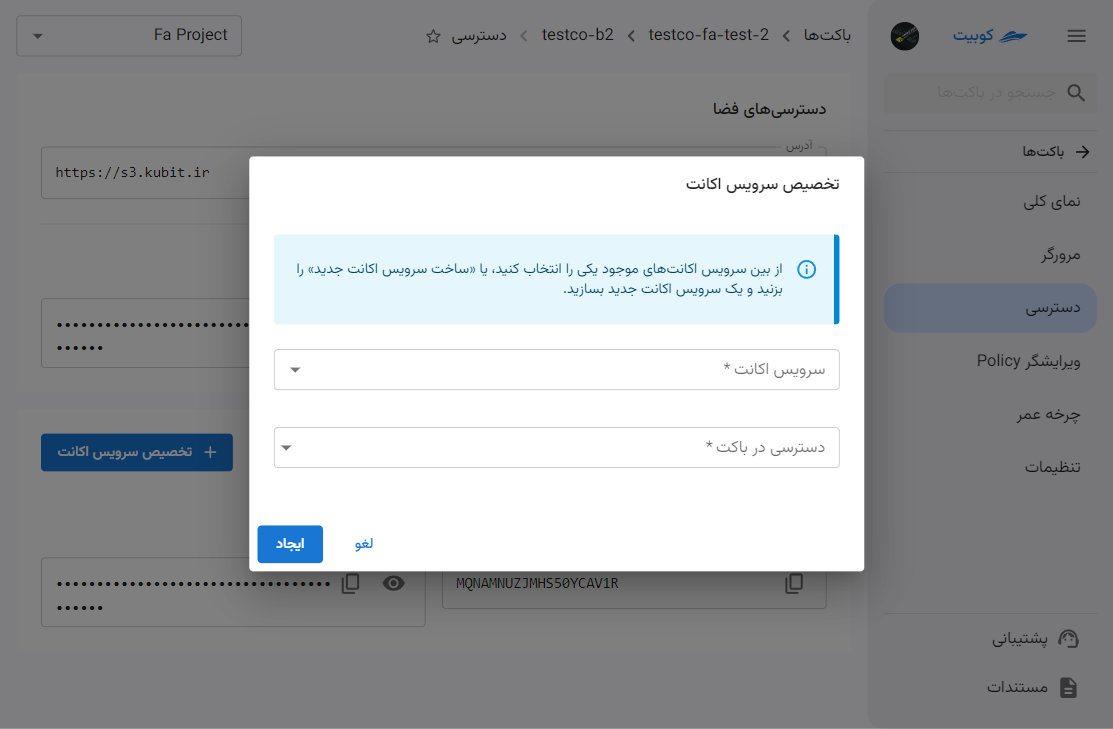 کوبیت
باکت‌ها
testco-fa-test-2
testco-b2
دسترسی
Fa Project
جستجو در باکت‌ها
باکت‌ها
نمای کلی
مرورگر
دسترسی
ویرایشگر Policy
چرخه عمر
تنظیمات
پشتیبانی
مستندات
دسترسی‌های فضا
آدرس
https://s3.kubit.ir
تخصیص سرویس اکانت
تخصیص سرویس اکانت
از بین سرویس اکانت‌های موجود یکی را انتخاب کنید، یا «ساخت سرویس اکانت جدید» را
بزنید و یک سرویس اکانت جدید بسازید.
سرویس اکانت *
دسترسی در باکت *
لغو
ایجاد
MQNAMNUZJMHS50YCAV1R